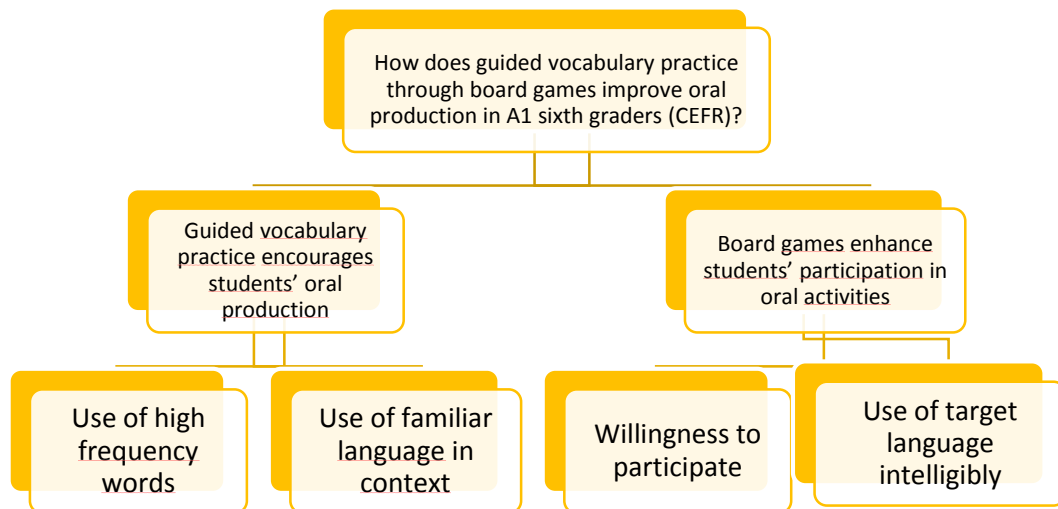 How does guided vocabulary practice
through board games improve oral
production in A1 sixth graders (CEFR)?
Guided vocabulary
practice encourages
students’ oral
production
Board games enhance
students’ participation in
oral activities
Use of high
frequency
words
Use of familiar
language in
context
Willingness to
participate
Use of target
language
intelligibly